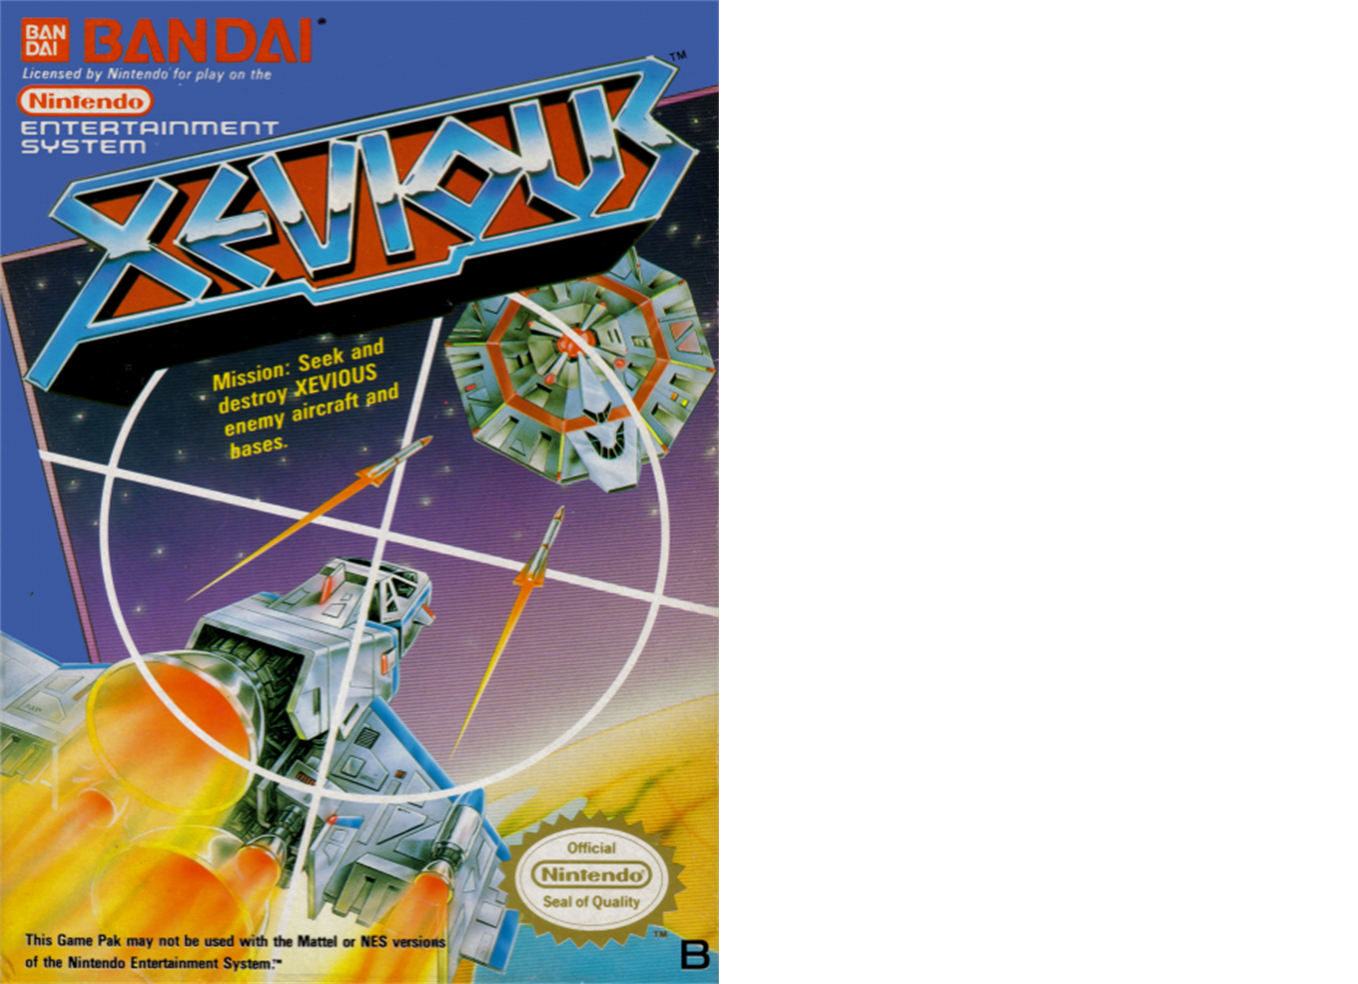 BAN
DAI
BANDAI
Licensed by Nintendo for play on the
Nintendo
ENTERTAINMENT
SYSTEM
XEVIOUS™
Mission: Seek and
destroy XEVIOUS
enemy aircraft and
bases.
Official
Nintendo
Seal of Quality
™
This Game Pak may not be used with the Mattel or NES versions
of the Nintendo Entertainment System.™
B